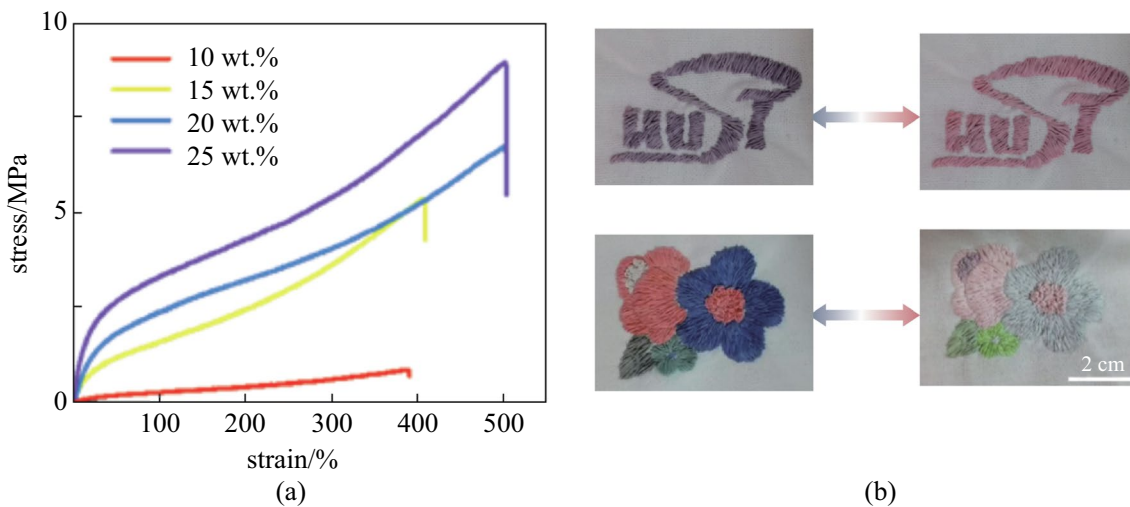 10
10 wt.%
15 wt.%
20 wt.%
25 wt.%
5
0
stress/MPa
100
200
300
400
500
strain/%
(a)
HUST
HUST
2 cm
(b)